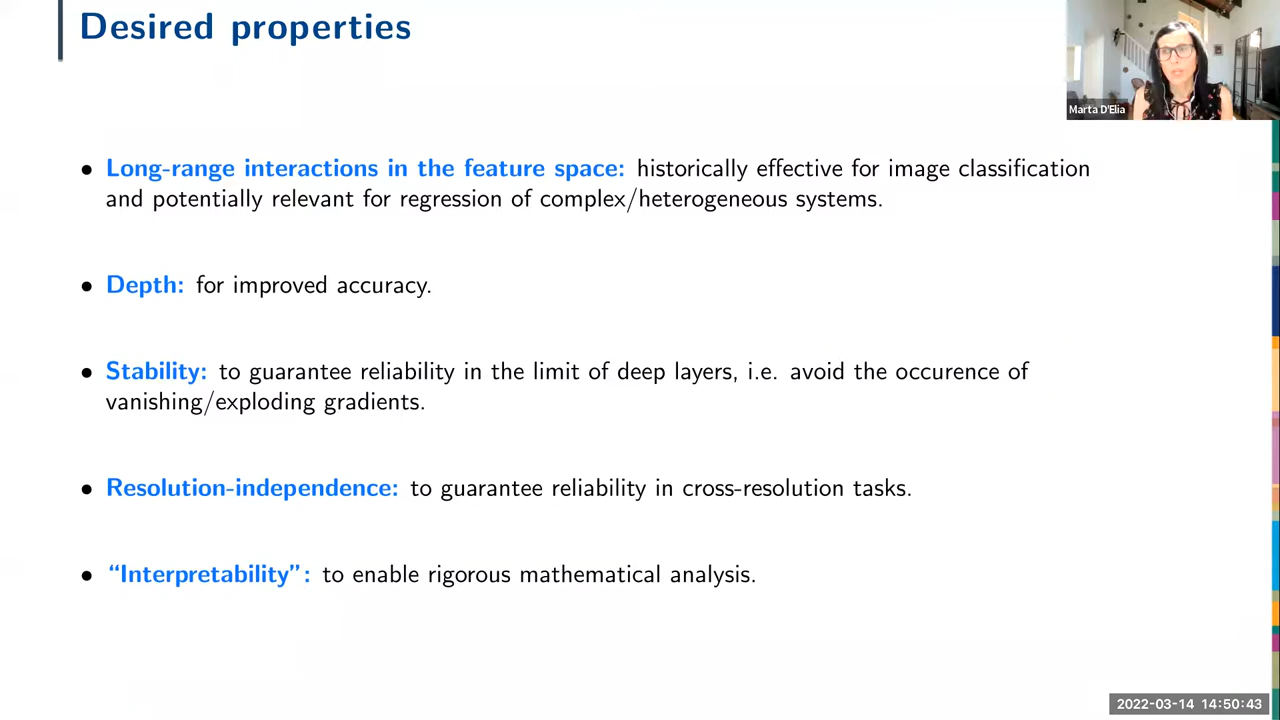 Desired properties
Marta D'Elia
• Long-range interactions in the feature space: historically effective for image classification
and potentially relevant for regression of complex/heterogeneous systems.
• Depth: for improved accuracy.
• Stability: to guarantee reliability in the limit of deep layers, i.e. avoid the occurence of
vanishing/exploding gradients.
• Resolution-independence: to guarantee reliability in cross-resolution tasks.
• “Interpretability”: to enable rigorous mathematical analysis.
2022-03-14 14:50:43